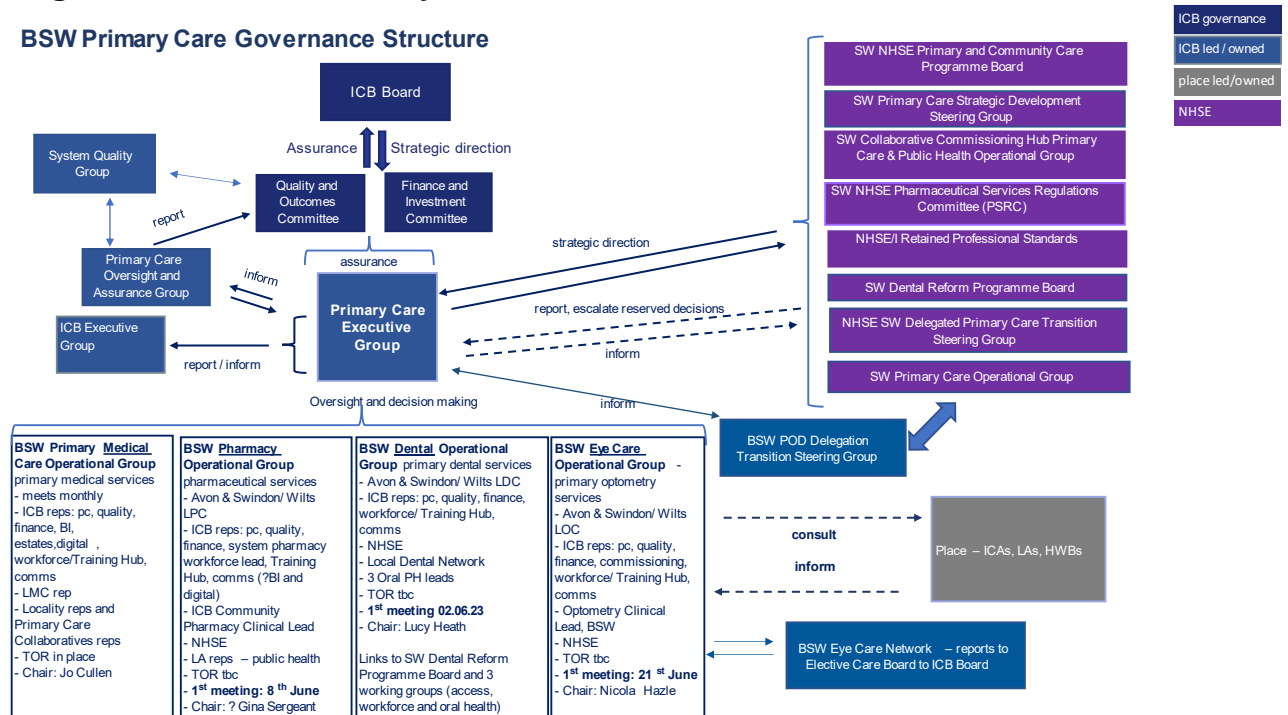 BSW Primary Care Governance Structure
ICB governance
ICB led / owned
place led/owned
NHSE
ICB Board
Assurance
Strategic direction
System Quality
Group
Quality and
Outcomes
Committee
Finance and
Investment
Committee
report
Primary Care
Oversight and
Assurance Group
inform
assurance
Primary Care
Executive
Group
ICB Executive
Group
report / inform
strategic direction
report, escalate reserved decisions
inform
inform
Oversight and decision making
SW NHSE Primary and Community Care
Programme Board
SW Primary Care Strategic Development
Steering Group
SW Collaborative Commissioning Hub Primary
Care & Public Health Operational Group
SW NHSE Pharmaceutical Services Regulations
Committee (PSRC)
NHSE/I Retained Professional Standards
SW Dental Reform Programme Board
NHSE SW Delegated Primary Care Transition
Steering Group
SW Primary Care Operational Group
BSW POD Delegation
Transition Steering Group
BSW Primary Medical
Care Operational Group
primary medical services
- meets monthly
- ICB reps: pc, quality,
finance, BI,
estates,digital ,
workforce/Training Hub,
comms
- LMC rep
- Locality reps and
Primary Care
Collaboratives reps
- TOR in place
- Chair: Jo Cullen
BSW Pharmacy
Operational Group
pharmaceutical services
- Avon & Swindon/ Wilts
LPC
- ICB reps: pc, quality,
finance, system pharmacy
workforce lead, Training
Hub, comms (?BI and
digital)
- ICB Community
Pharmacy Clinical Lead
- NHSE
- LA reps – public health
- TOR tbc
- 1st meeting: 8 th June
- Chair: ? Gina Sergeant
BSW Dental Operational
Group primary dental services
- Avon & Swindon/ Wilts LDC
- ICB reps: pc, quality, finance,
workforce/ Training Hub,
comms
- NHSE
- Local Dental Network
- 3 Oral PH leads
- TOR tbc
- 1st meeting 02.06.23
- Chair: Lucy Heath
Links to SW Dental Reform
Programme Board and 3
working groups (access,
workforce and oral health)
BSW Eye Care
Operational Group -
primary optometry
services
- Avon & Swindon/ Wilts
LOC
- ICB reps: pc, quality,
finance, commissioning,
workforce/ Training Hub,
comms
- Optometry Clinical
Lead, BSW
- NHSE
- TOR tbc
- 1st meeting: 21 st June
- Chair: Nicola Hazle
consult
inform
Place – ICAs, LAs, HWBs
BSW Eye Care Network – reports to
Elective Care Board to ICB Board